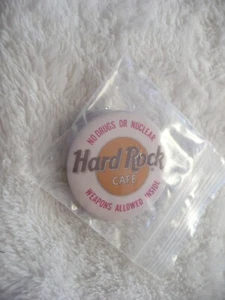 NO DRUGS OR NUCLEAR
Hard Rock
CAFE
WEAPONS ALLOWED INSIDE